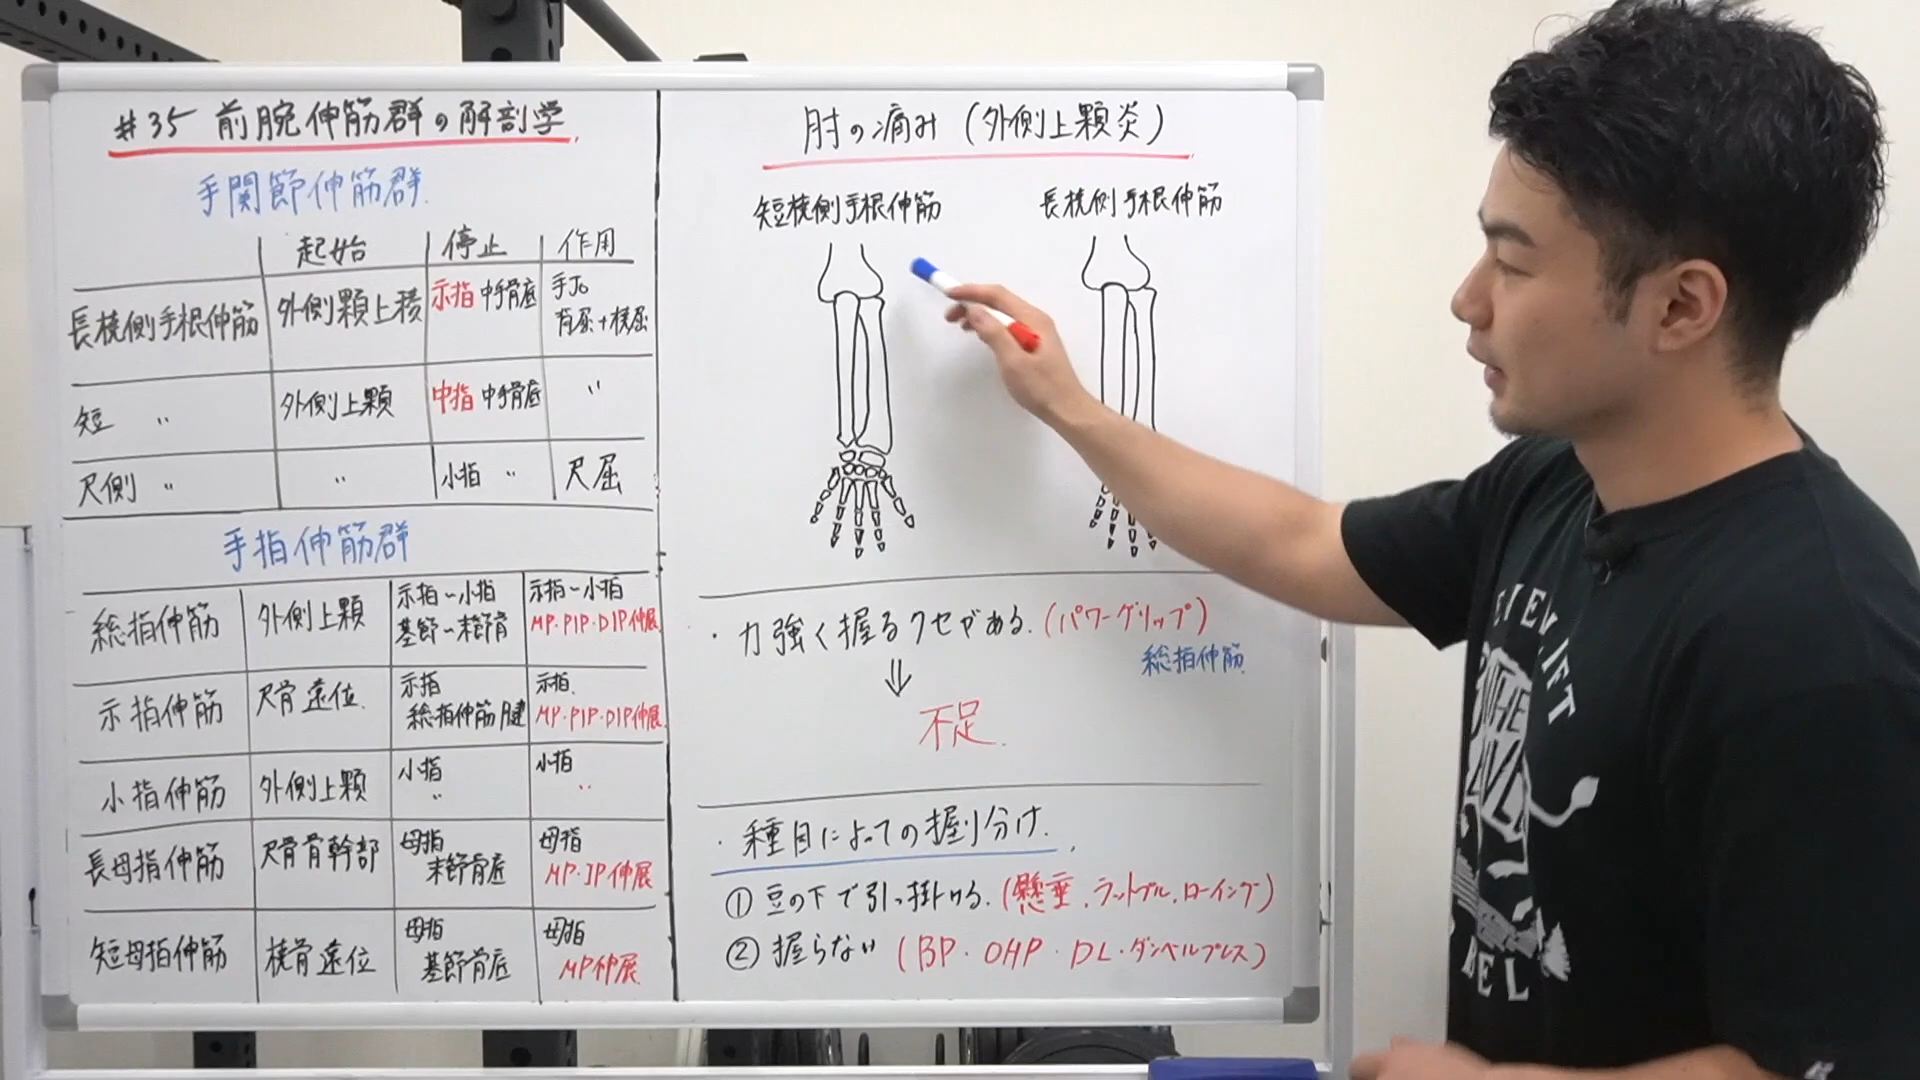 #35 前腕伸筋群の解剖学
手関節伸筋群.
起始 停止 作用
長橈側手根伸筋 外側顆上稜 示指 中手骨底 手Jo 背屈+橈屈
短 〃 外側上顆 中指 中手骨底 〃
尺側 〃 〃 小指 〃 尺屈
手指伸筋群
総指伸筋 外側上顆 示指~小指 基節~末節骨 示指~小指 MP・PIP・DIP伸展
示指伸筋 尺骨遠位. 示指 総指伸筋腱 示指. MP・PIP・DIP伸展
小指伸筋 外側上顆 小指 〃 小指 〃
長母指伸筋 尺骨骨幹部 母指 末節骨底 母指 MP・IP伸展
短母指伸筋 橈骨遠位 母指 基節骨底 母指 MP伸展
肘の痛み(外側上顆炎)
短橈側手根伸筋 長橈側手根伸筋
・力強く握るクセがある.(パワーグリップ)
総指伸筋
⇓
不足.
・種目によっての握り分け.
① 豆の下で引っ掛ける.(懸垂.ラットプル.ローイング)
② 握らない(BP・OHP・DL・ダンベルプレス)